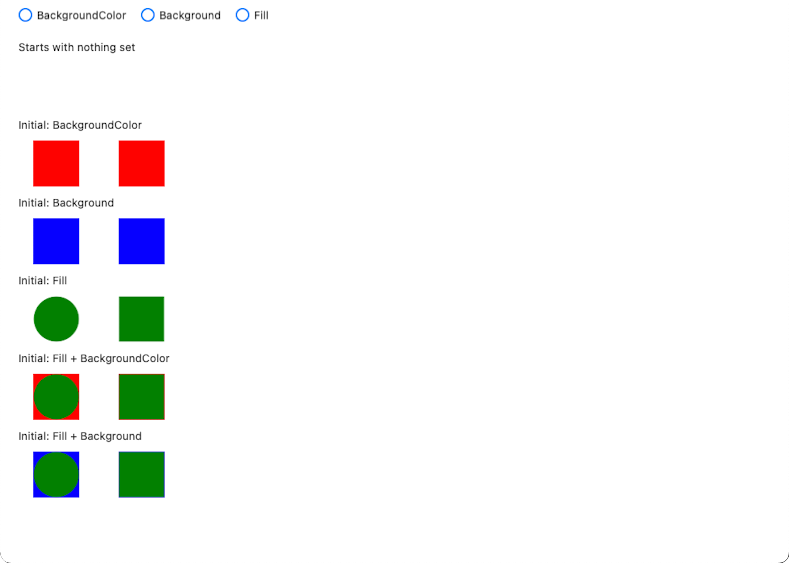 BackgroundColor Background Fill
Starts with nothing set
Initial: BackgroundColor
Initial: Background
Initial: Fill
Initial: Fill + BackgroundColor
Initial: Fill + Background